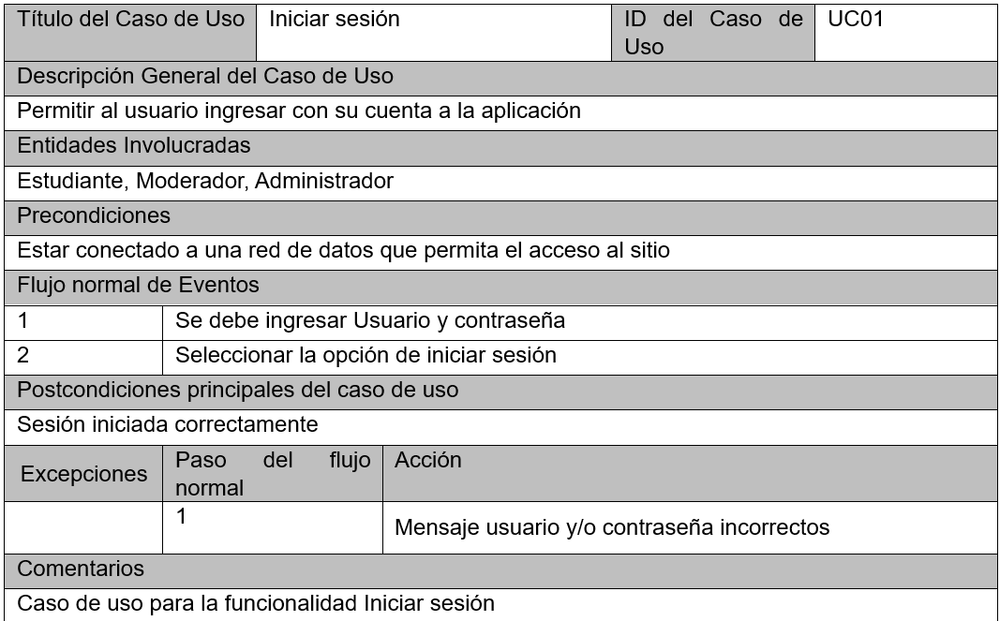 Título del Caso de Uso Iniciar sesión ID del Caso de UC01
Uso
Descripción General del Caso de Uso
Permitir al usuario ingresar con su cuenta a la aplicación
Entidades Involucradas
Estudiante, Moderador, Administrador
Precondiciones
Estar conectado a una red de datos que permita el acceso al sitio
Flujo normal de Eventos
1 Se debe ingresar Usuario y contraseña
2 Seleccionar la opción de iniciar sesión
Postcondiciones principales del caso de uso
Sesión iniciada correctamente
Excepciones Paso del flujo Acción
normal
1 Mensaje usuario y/o contraseña incorrectos
Comentarios
Caso de uso para la funcionalidad Iniciar sesión